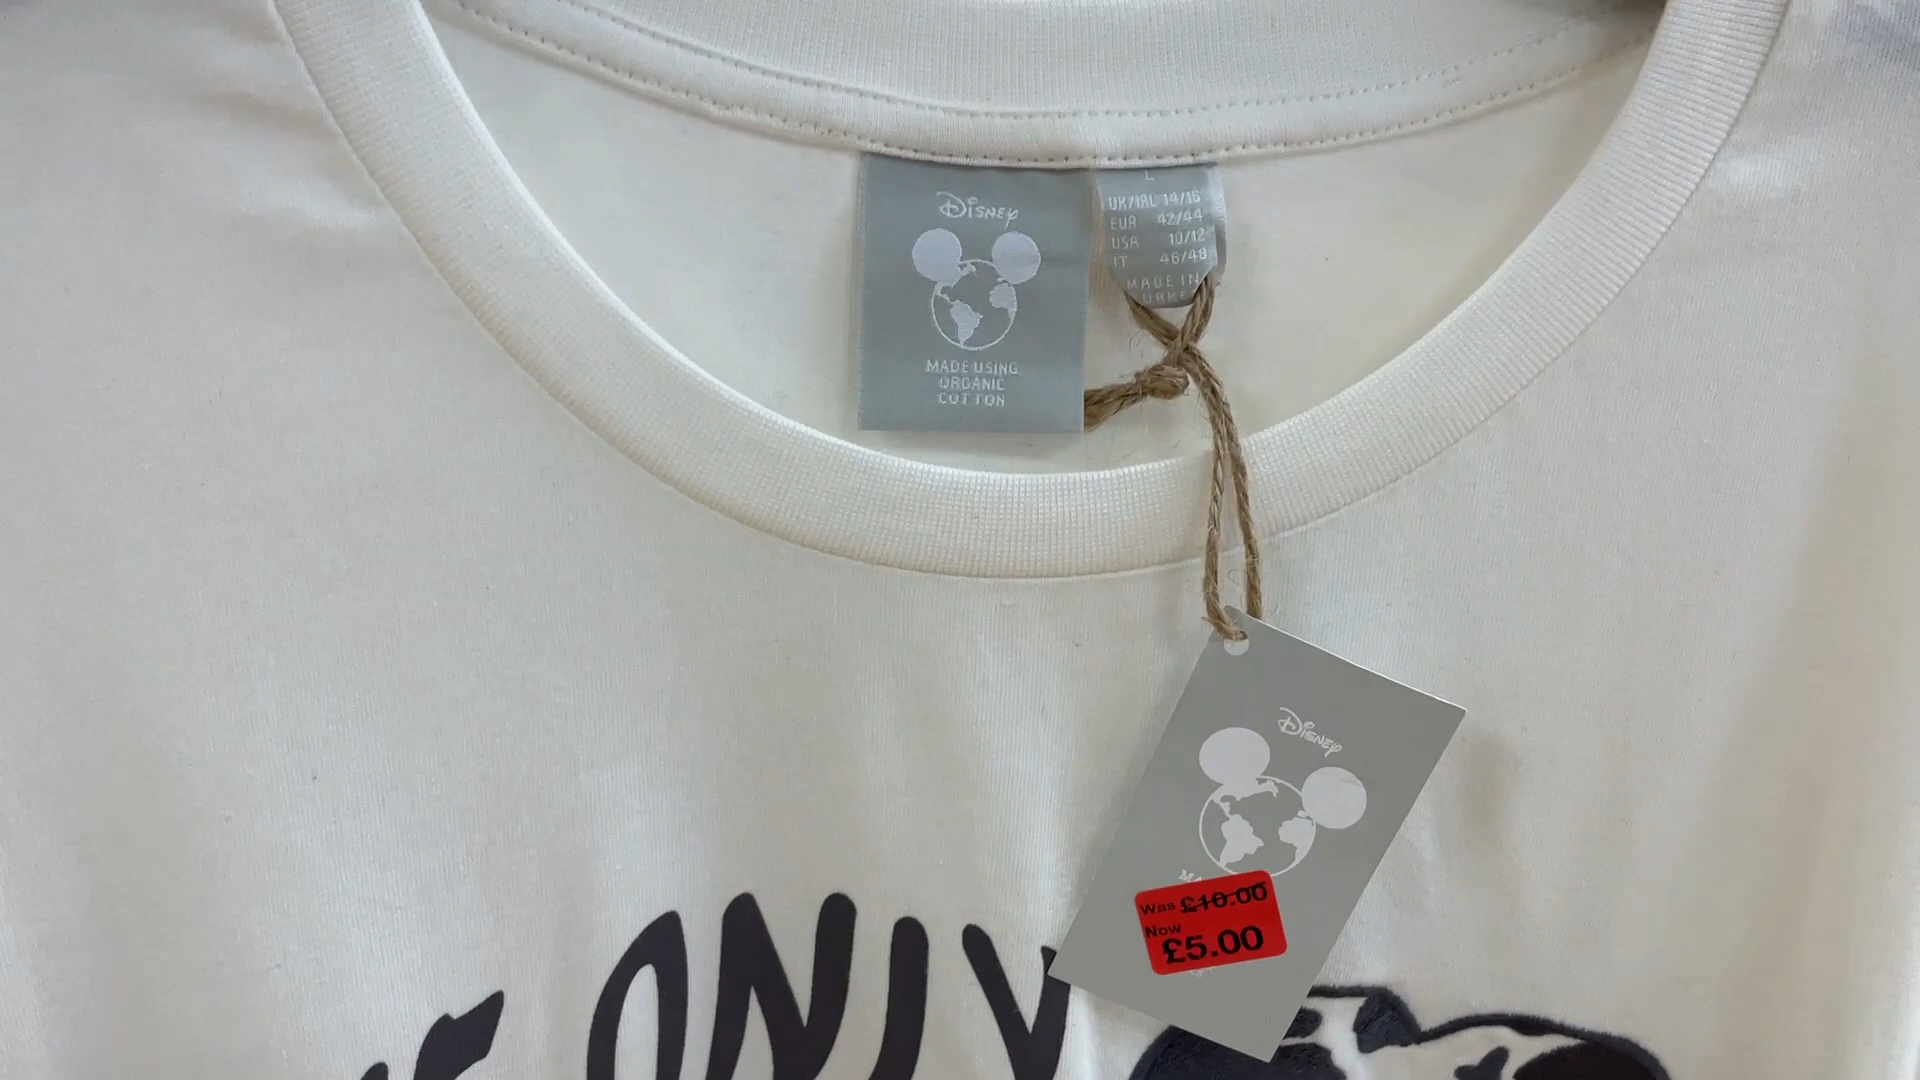 Disney
MADE USING
ORGANIC
COTTON
L
UK/IRL 14/16
EUR 42/44
USA 10/12
IT 46/48
MADE IN
Disney
Was £10.00
Now
£5.00
ONLY